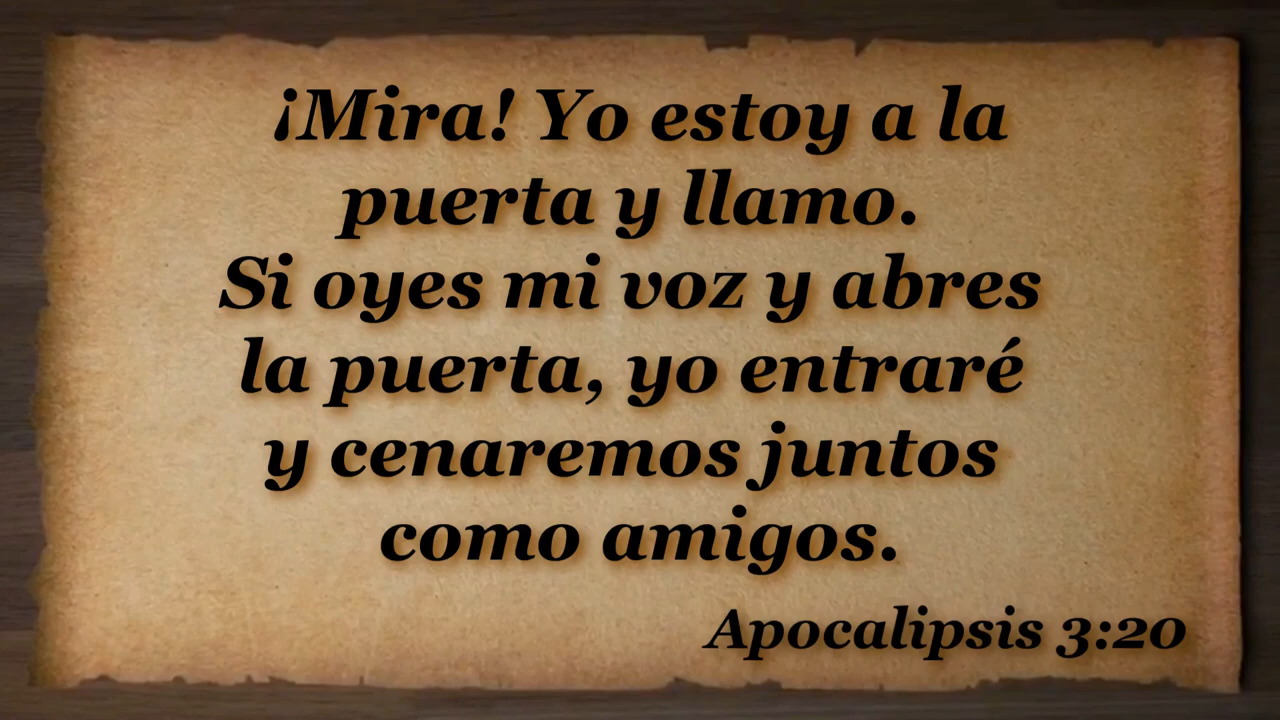 ¡Mira! Yo estoy a la
puerta y llamo.
Si oyes mi voz y abres
la puerta, yo entraré
y cenaremos juntos
como amigos.
Apocalipsis 3:20